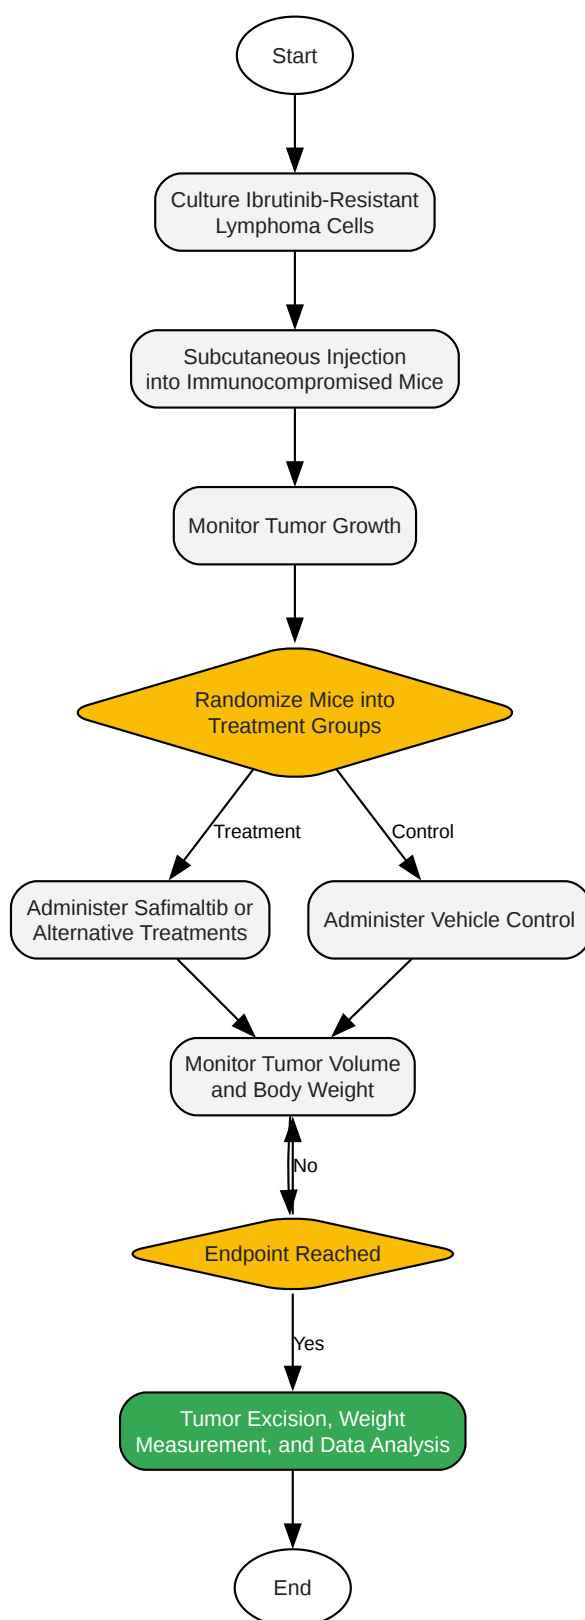 Start
Culture Ibrutinib-Resistant
Lymphoma Cells
Subcutaneous Injection
into Immunocompromised Mice
Monitor Tumor Growth
Randomize Mice into
Treatment Groups
Treatment
Control
Administer Safimaltib or
Alternative Treatments
Administer Vehicle Control
Monitor Tumor Volume
and Body Weight
No
Endpoint Reached
Yes
Tumor Excision, Weight
Measurement, and Data Analysis
End